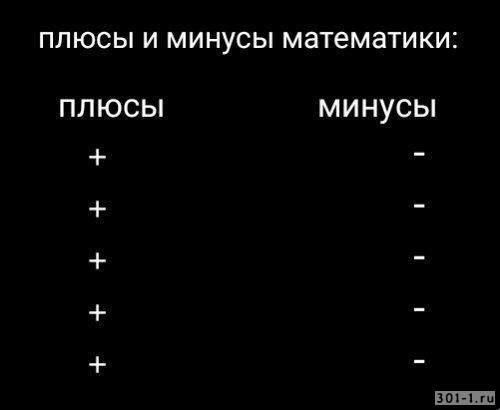 плюсы и минусы математики:
плюсы минусы
+ -
+ -
+ -
+ -
+ -
301-1.ru